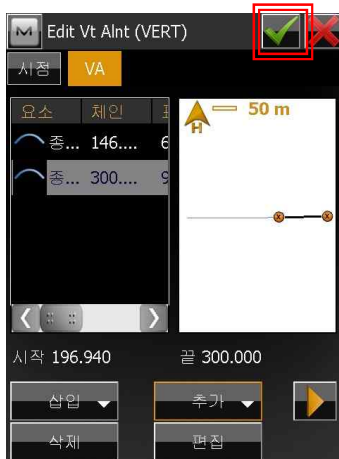 Edit Vt Alnt (VERT)
시점 VA
요소 체인
50 m
H
종... 146.... 6
종... 300.... 9
시작 196.940 끝 300.000
삽입 추가
삭제 편집